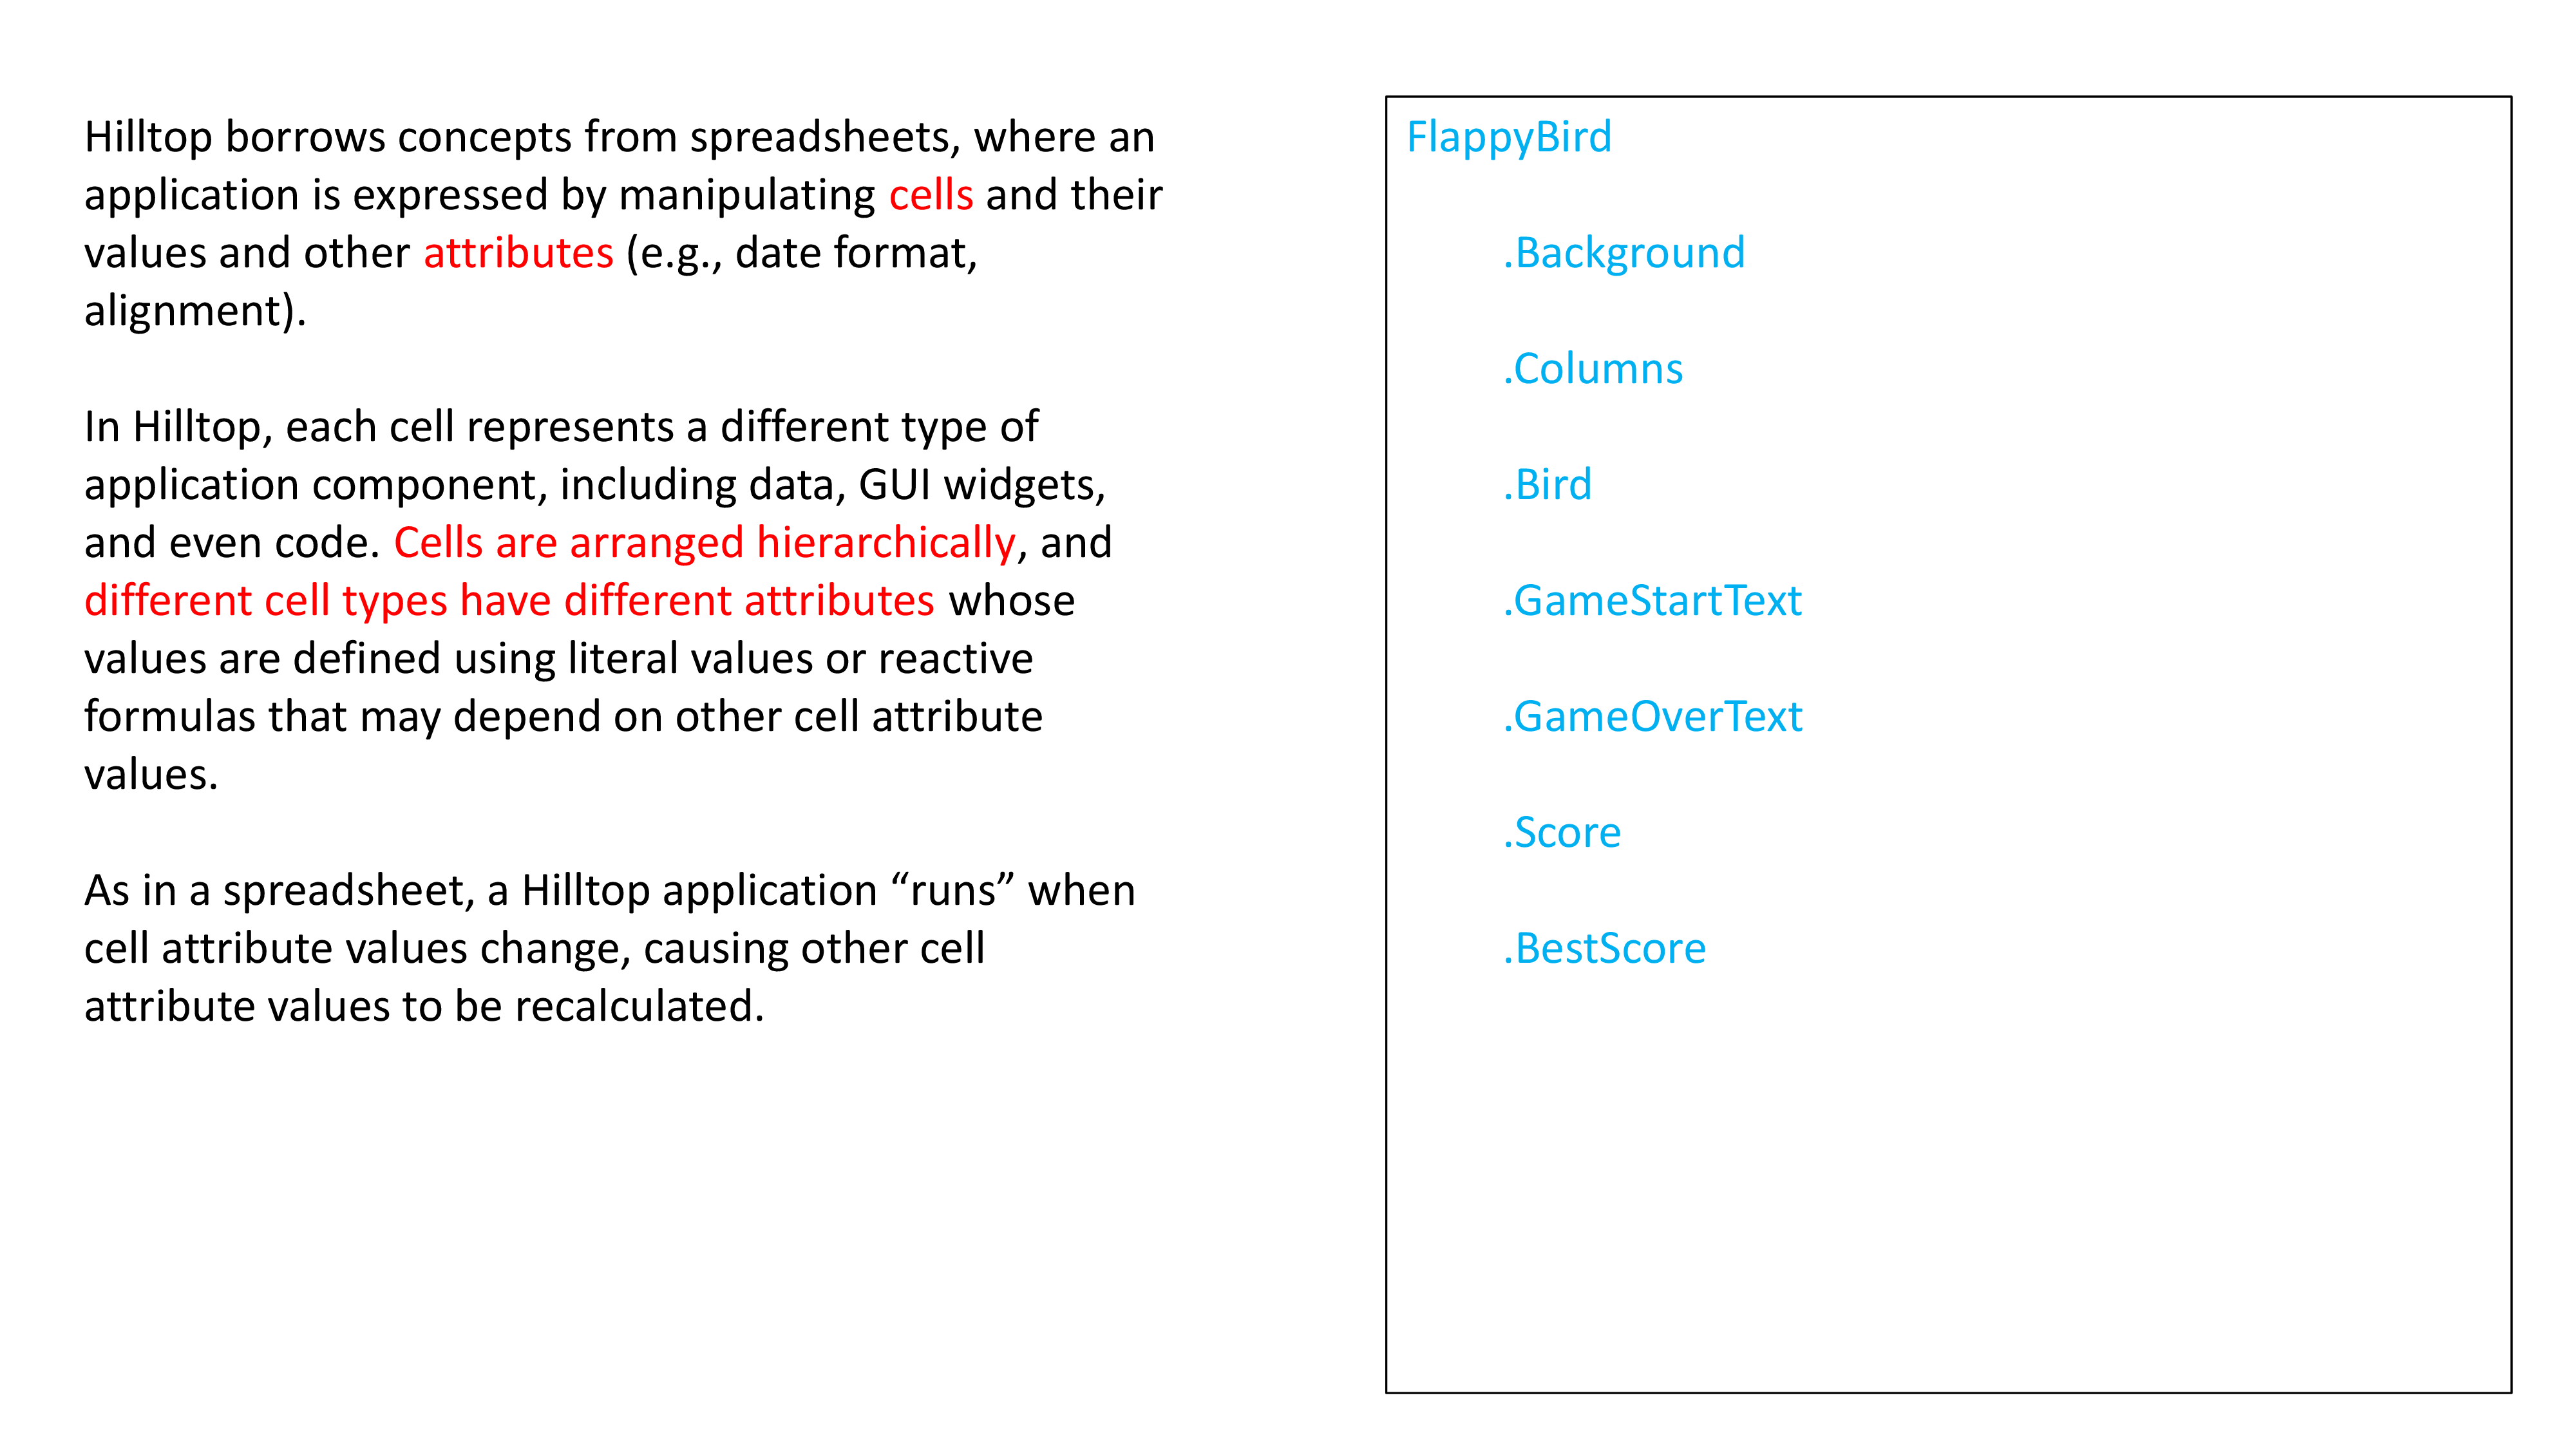 Hilltop borrows concepts from spreadsheets, where an
application is expressed by manipulating cells and their
values and other attributes (e.g., date format,
alignment).
In Hilltop, each cell represents a different type of
application component, including data, GUI widgets,
and even code. Cells are arranged hierarchically, and
different cell types have different attributes whose
values are defined using literal values or reactive
formulas that may depend on other cell attribute
values.
As in a spreadsheet, a Hilltop application “runs” when
cell attribute values change, causing other cell
attribute values to be recalculated.
FlappyBird
.Background
.Columns
.Bird
.GameStartText
.GameOverText
.Score
.BestScore